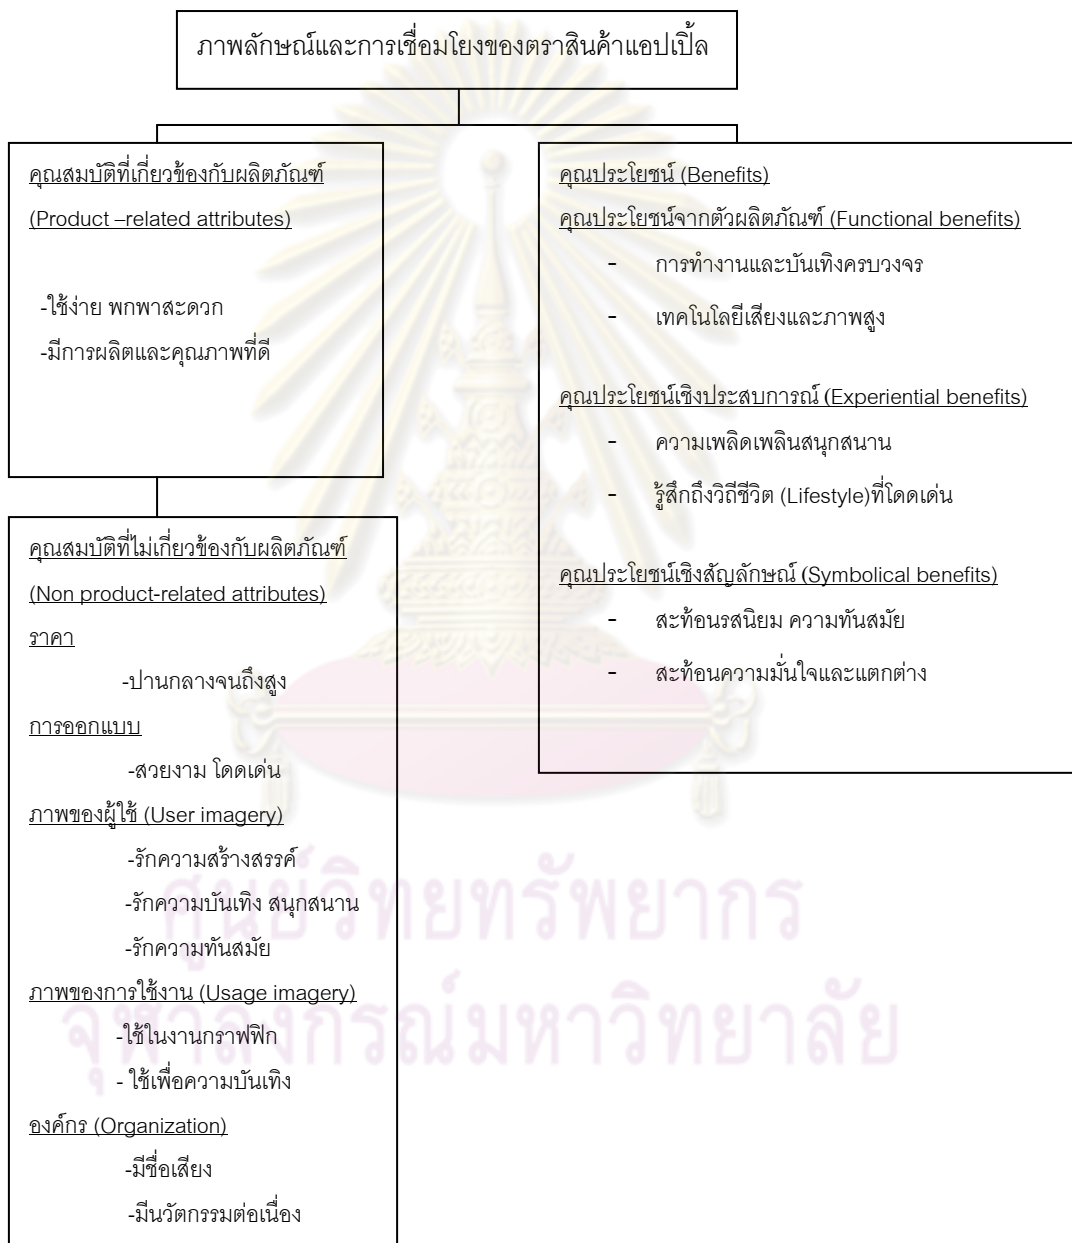 ภาพลักษณ์และการเชื่อมโยงของตราสินค้าแอปเปิ้ล
คุณสมบัติที่เกี่ยวข้องกับผลิตภัณฑ์
(Product –related attributes)
-ใช้ง่าย พกพาสะดวก
-มีการผลิตและคุณภาพที่ดี
คุณสมบัติที่ไม่เกี่ยวข้องกับผลิตภัณฑ์
(Non product-related attributes)
ราคา
-ปานกลางจนถึงสูง
การออกแบบ
-สวยงาม โดดเด่น
ภาพของผู้ใช้ (User imagery)
-รักความสร้างสรรค์
-รักความบันเทิง สนุกสนาน
-รักความทันสมัย
ภาพของการใช้งาน (Usage imagery)
-ใช้ในงานกราฟฟิก
- ใช้เพื่อความบันเทิง
องค์กร (Organization)
-มีชื่อเสียง
-มีนวัตกรรมต่อเนื่อง
คุณประโยชน์ (Benefits)
คุณประโยชน์จากตัวผลิตภัณฑ์ (Functional benefits)
- การทำงานและบันเทิงครบวงจร
- เทคโนโลยีเสียงและภาพสูง
คุณประโยชน์เชิงประสบการณ์ (Experiential benefits)
- ความเพลิดเพลินสนุกสนาน
- รู้สึกถึงวิถีชีวิต (Lifestyle)ที่โดดเด่น
คุณประโยชน์เชิงสัญลักษณ์ (Symbolical benefits)
- สะท้อนรสนิยม ความทันสมัย
- สะท้อนความมั่นใจและแตกต่าง
ศูนย์วิทยทรัพยากร
จุฬาลงกรณ์มหาวิทยาลัย